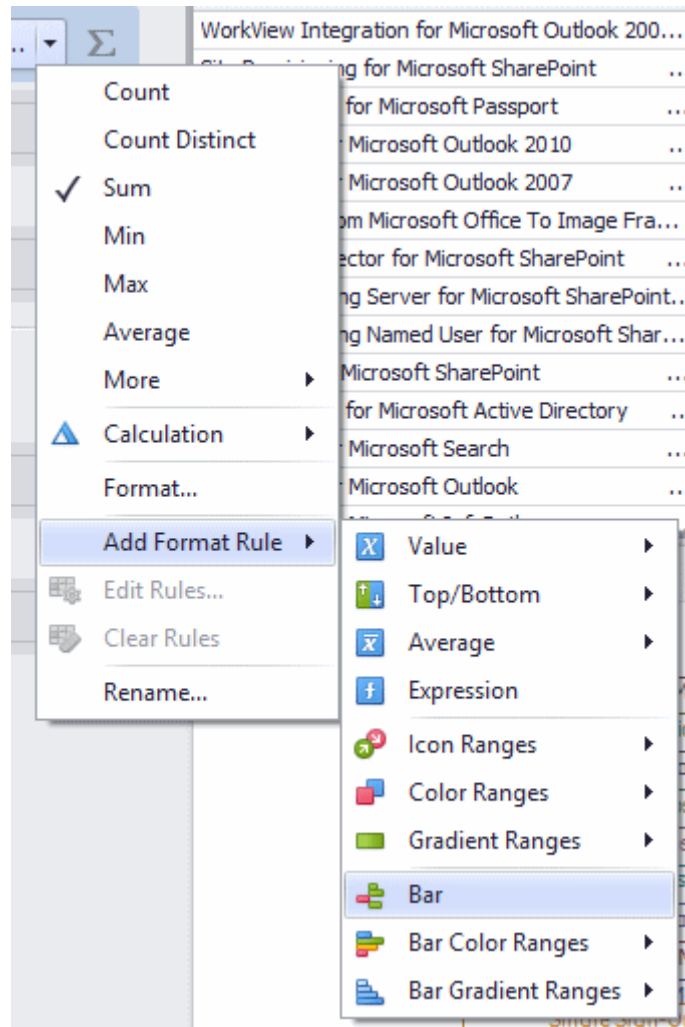 WorkView Integration for Microsoft Outlook 200...
ng for Microsoft SharePoint ..
for Microsoft Passport ...
Microsoft Outlook 2010 ..
Microsoft Outlook 2007 ..
om Microsoft Office To Image Fra...
ector for Microsoft SharePoint ...
ng Server for Microsoft SharePoint..
ng Named User for Microsoft Shar...
Microsoft SharePoint ...
for Microsoft Active Directory ..
Microsoft Search ...
Microsoft Outlook ..
.. Σ
Count
Count Distinct
Sum
Min
Max
Average
More
Calculation
Format...
Add Format Rule
Edit Rules...
Clear Rules
Rename...
Value
Top/Bottom
Average
Expression
Icon Ranges
Color Ranges
Gradient Ranges
Bar
Bar Color Ranges
Bar Gradient Ranges